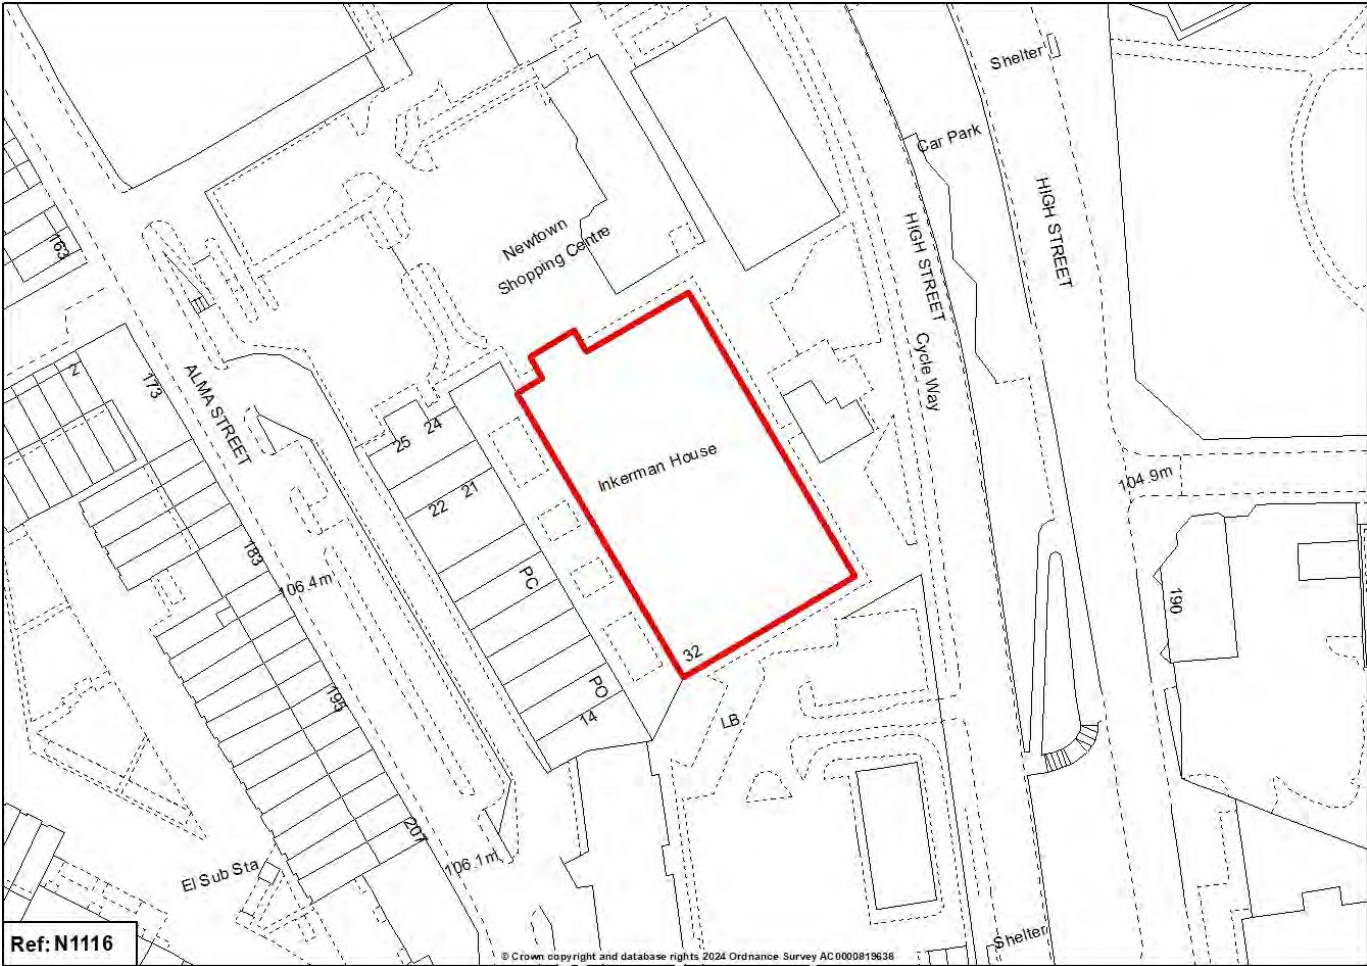 Shelter
Car Park
HIGH STREET
HIGH STREET
Cycle Way
Newtown
Shopping Centre
163
2
173
ALMA STREET
25
24
22
21
Inkerman House
104.9m
183
106.4m
PC
190
32
195
PO
14
LB
207
106.1m
El Sub Sta
Shelter
Ref: N1116
© Crown copyright and database rights 2024 Ordnance Survey AC0000819636